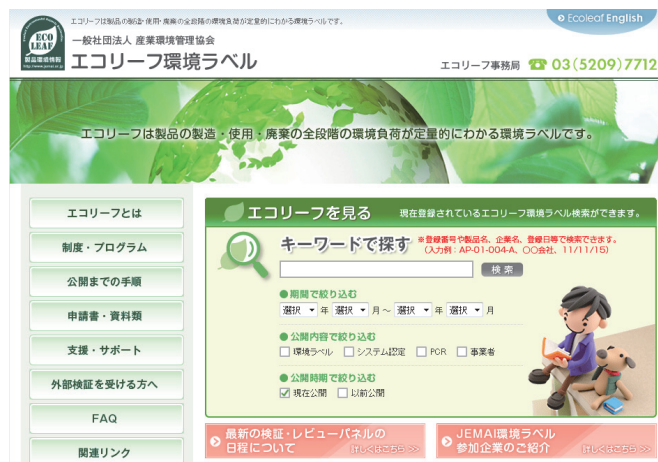 エコリーフは製品の製造・使用・廃棄の全段階の環境負荷が定量的にわかる環境ラベルです。
Ecoleaf English
ECO LEAF
製品環境情報
一般社団法人 産業環境管理協会
エコリーフ環境ラベル
エコリーフ事務局 03(5209)7712
エコリーフは製品の製造・使用・廃棄の全段階の環境負荷が定量的にわかる環境ラベルです。
エコリーフとは
制度・プログラム
公開までの手順
申請書・資料類
支援・サポート
外部検証を受ける方へ
FAQ
関連リンク
エコリーフを見る 現在登録されているエコリーフ環境ラベル検索ができます。
キーワードで探す ※登録番号や製品名、企業名、登録日等で検索できます。
(入力例:AP-01-004-A、〇〇会社、11/11/15)
検索
●期間で絞り込む
選択 年 選択 月〜 選択 年 選択 月
●公開内容で絞り込む
環境ラベル システム認定 PCR 事業者
●公開時期で絞り込む
現在公開 以前公開
最新の検証・レビューパネルの
日程について 詳しくはこちら >>
JEMAI環境ラベル
参加企業のご紹介 詳しくはこちら >>